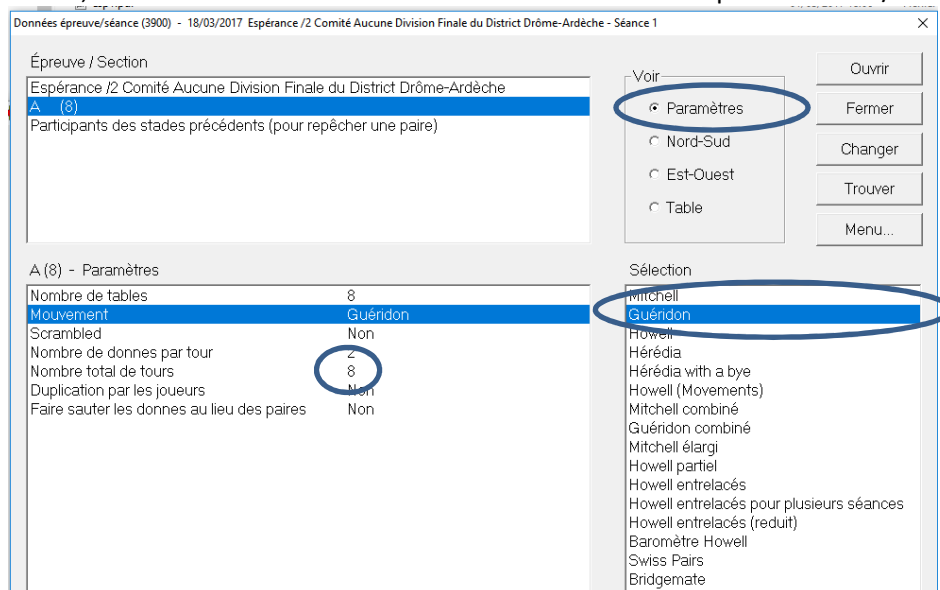 Données épreuve/séance (3900) - 18/03/2017 Espérance /2 Comité Aucune Division Finale du District Drôme-Ardèche - Séance 1
Épreuve / Section
Espérance /2 Comité Aucune Division Finale du District Drôme-Ardèche
A (8)
Participants des stades précédents (pour repêcher une paire)
Voir
Paramètres
Nord-Sud
Est-Ouest
Table
Ouvrir
Fermer
Changer
Trouver
Menu...
A (8) - Paramètres
Nombre de tables 8
Mouvement Guéridon
Scrambled Non
Nombre de donnes par tour 2
Nombre total de tours 8
Duplication par les joueurs Non
Faire sauter les donnes au lieu des paires Non
Sélection
Mitchell
Guéridon
Howell
Hérédia
Hérédia with a bye
Howell (Movements)
Mitchell combiné
Guéridon combiné
Mitchell élargi
Howell partiel
Howell entrelacés
Howell entrelacés pour plusieurs séances
Howell entrelacés (reduit)
Baromètre Howell
Swiss Pairs
Bridgemate